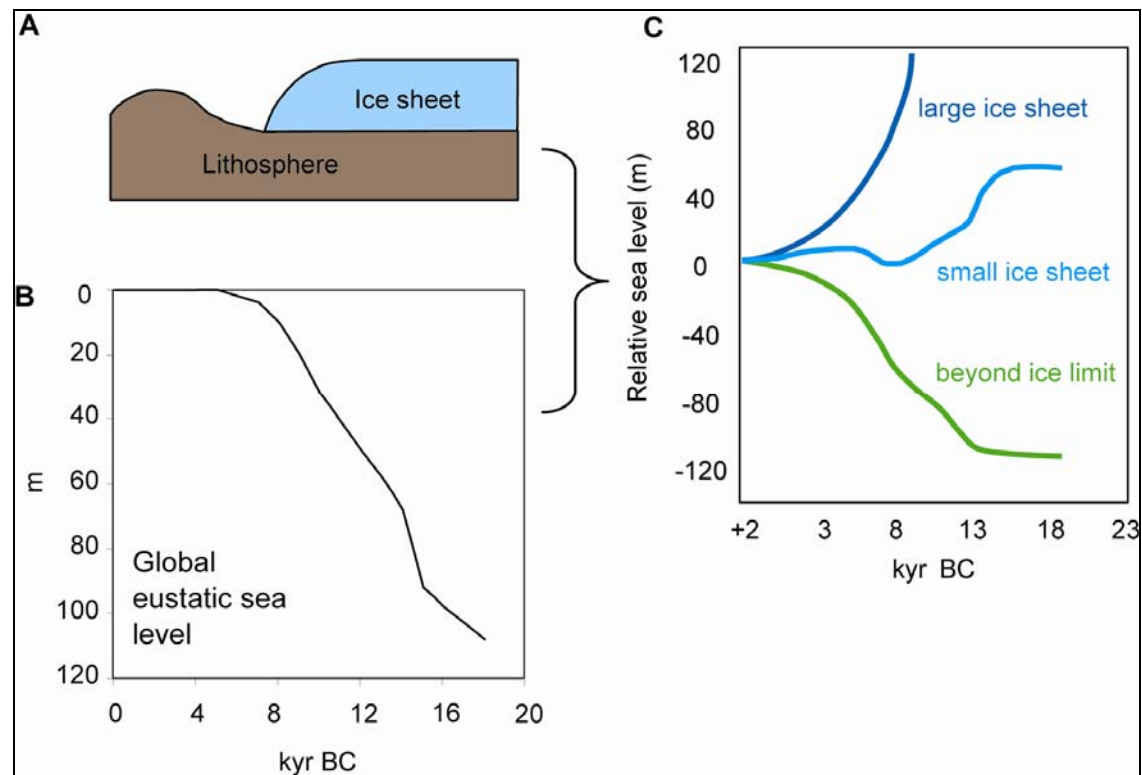 A
Ice sheet
Lithosphere
B
0
20
40
60
80
100
120
m
Global
eustatic sea
level
0 4 8 12 16 20
kyr BC
C
120
80
40
0
-40
-80
-120
Relative sea level (m)
large ice sheet
small ice sheet
beyond ice limit
+2 3 8 13 18 23
kyr BC